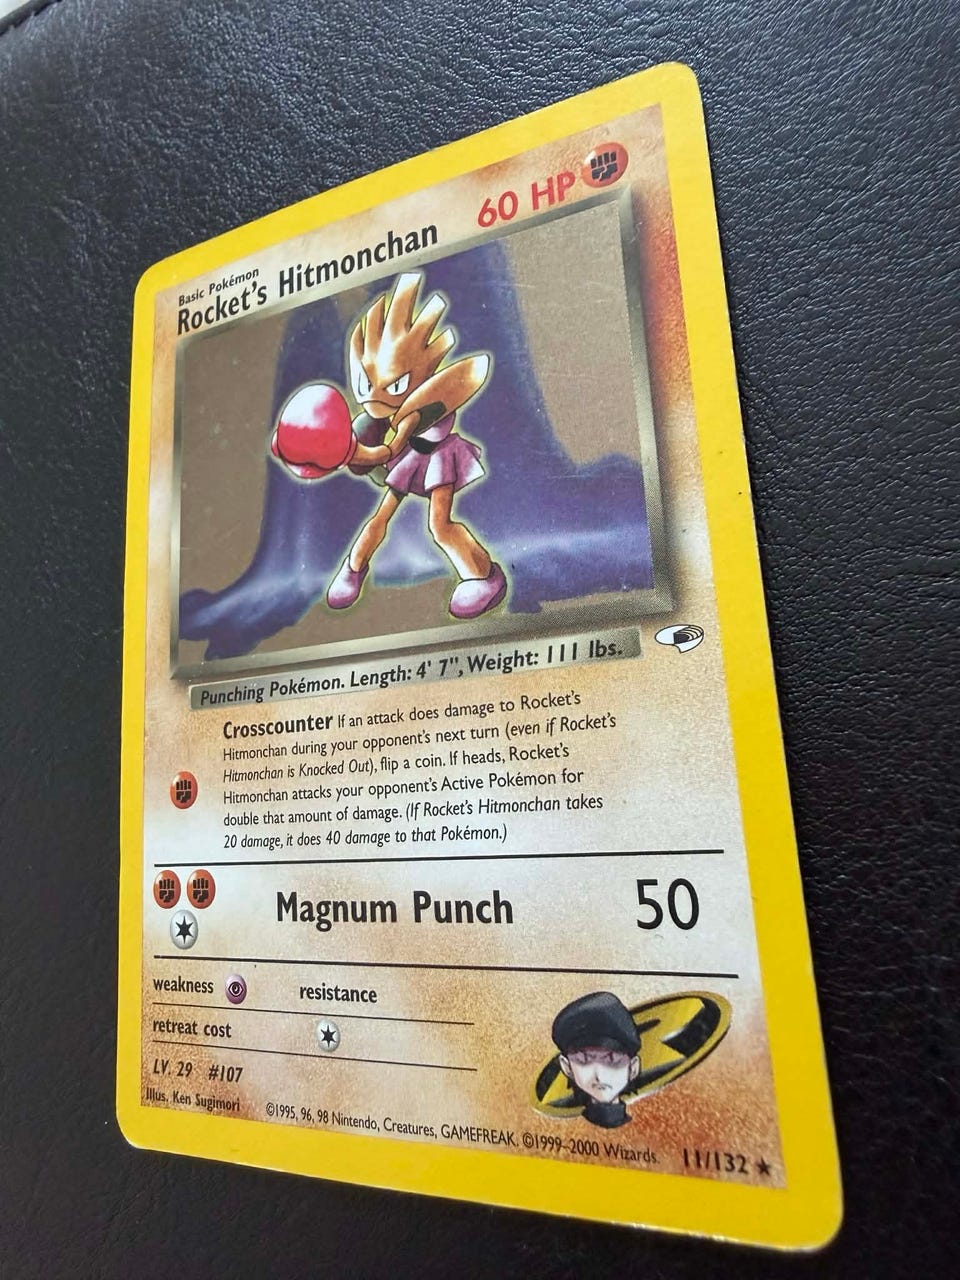 Basic Pokémon
Rocket's Hitmonchan
60 HP
Punching Pokémon. Length: 4' 7", Weight: 111 lbs.
Crosscounter If an attack does damage to Rocket's
Hitmonchan during your opponent's next turn (even if Rocket's
Hitmonchan is Knocked Out), flip a coin. If heads, Rocket's
Hitmonchan attacks your opponent's Active Pokémon for
double that amount of damage. (If Rocket's Hitmonchan takes
20 damage, it does 40 damage to that Pokémon.)
Magnum Punch 50
weakness
resistance
retreat cost
LV. 29 #107
Illus. Ken Sugimori
©1995, 96, 98 Nintendo, Creatures, GAMEFREAK. ©1999–2000 Wizards.
11/132 ★